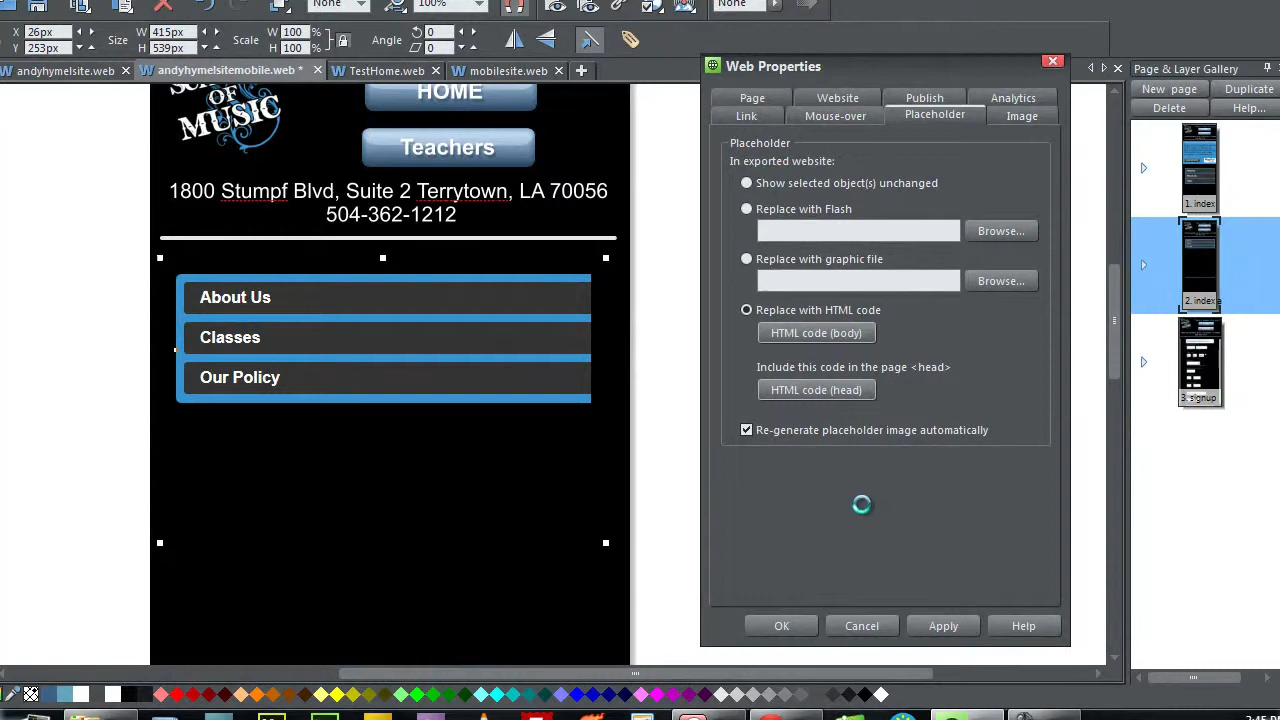 None
100%
None
X 26px
Y 253px
Size
W 415px
H 539px
Scale
W 100 %
H 100 %
Angle
0
0
andyhymelsite.web
andyhymelsitemobile.web *
TestHome.web
mobilesite.web
OF
MUSIC
HOME
Teachers
1800 Stumpf Blvd, Suite 2 Terrytown, LA 70056
504-362-1212
About Us
Classes
Our Policy
Web Properties
Page
Website
Publish
Analytics
Link
Mouse-over
Placeholder
Image
Placeholder
In exported website:
Show selected object(s) unchanged
Replace with Flash
Browse...
Replace with graphic file
Browse...
Replace with HTML code
HTML code (body)
Include this code in the page <head>
HTML code (head)
Re-generate placeholder image automatically
OK
Cancel
Apply
Help
Page & Layer Gallery
New page
Duplicate
Delete
Help...
1. index
2. index
3. signup